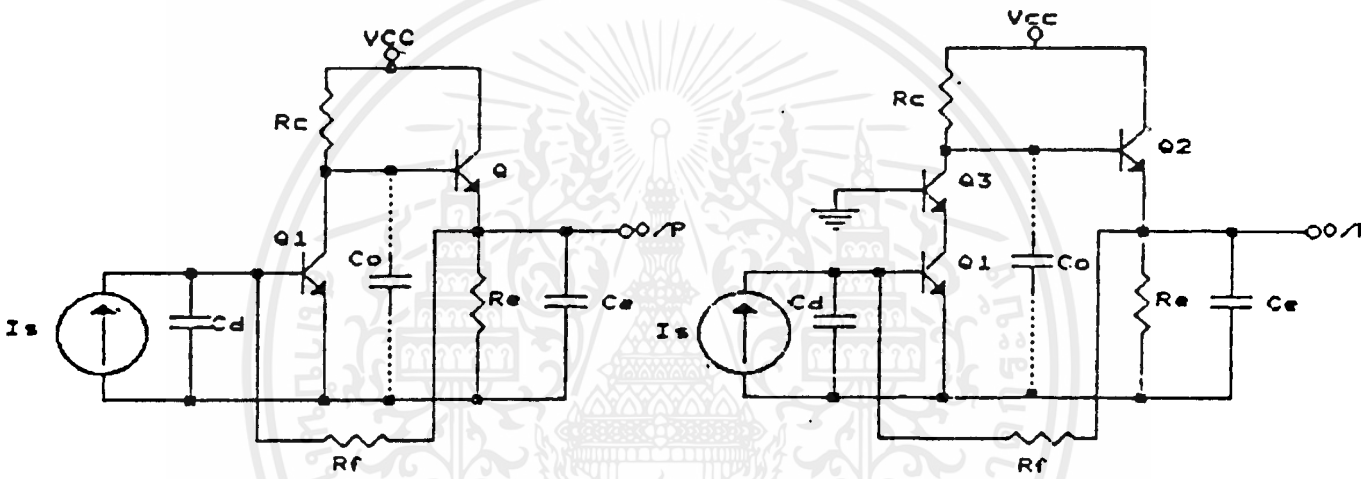 VCC
Rc
Q
Q1
Co
O/P
Is
Cd
Re
Ce
Rf
Vcc
Rc
Q2
Q3
Q1
Co
Is
Cd
Re
Ce
Rf